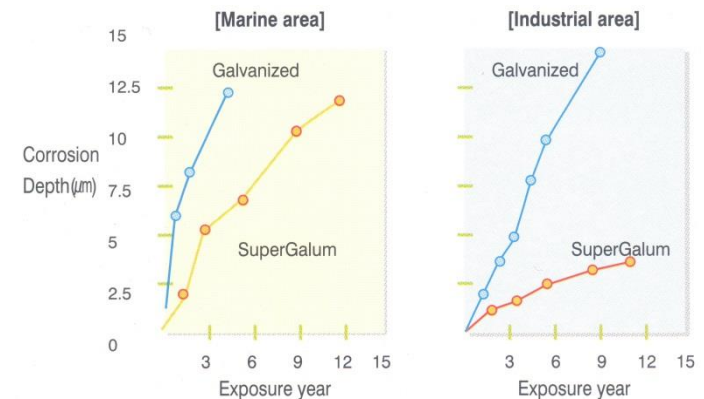 [Marine area]
[Industrial area]
15
12.5
10
7.5
5
2.5
0
Corrosion
Depth(㎛)
Galvanized
SuperGalum
3 6 9 12 15
Exposure year
Galvanized
SuperGalum
3 6 9 12 15
Exposure year